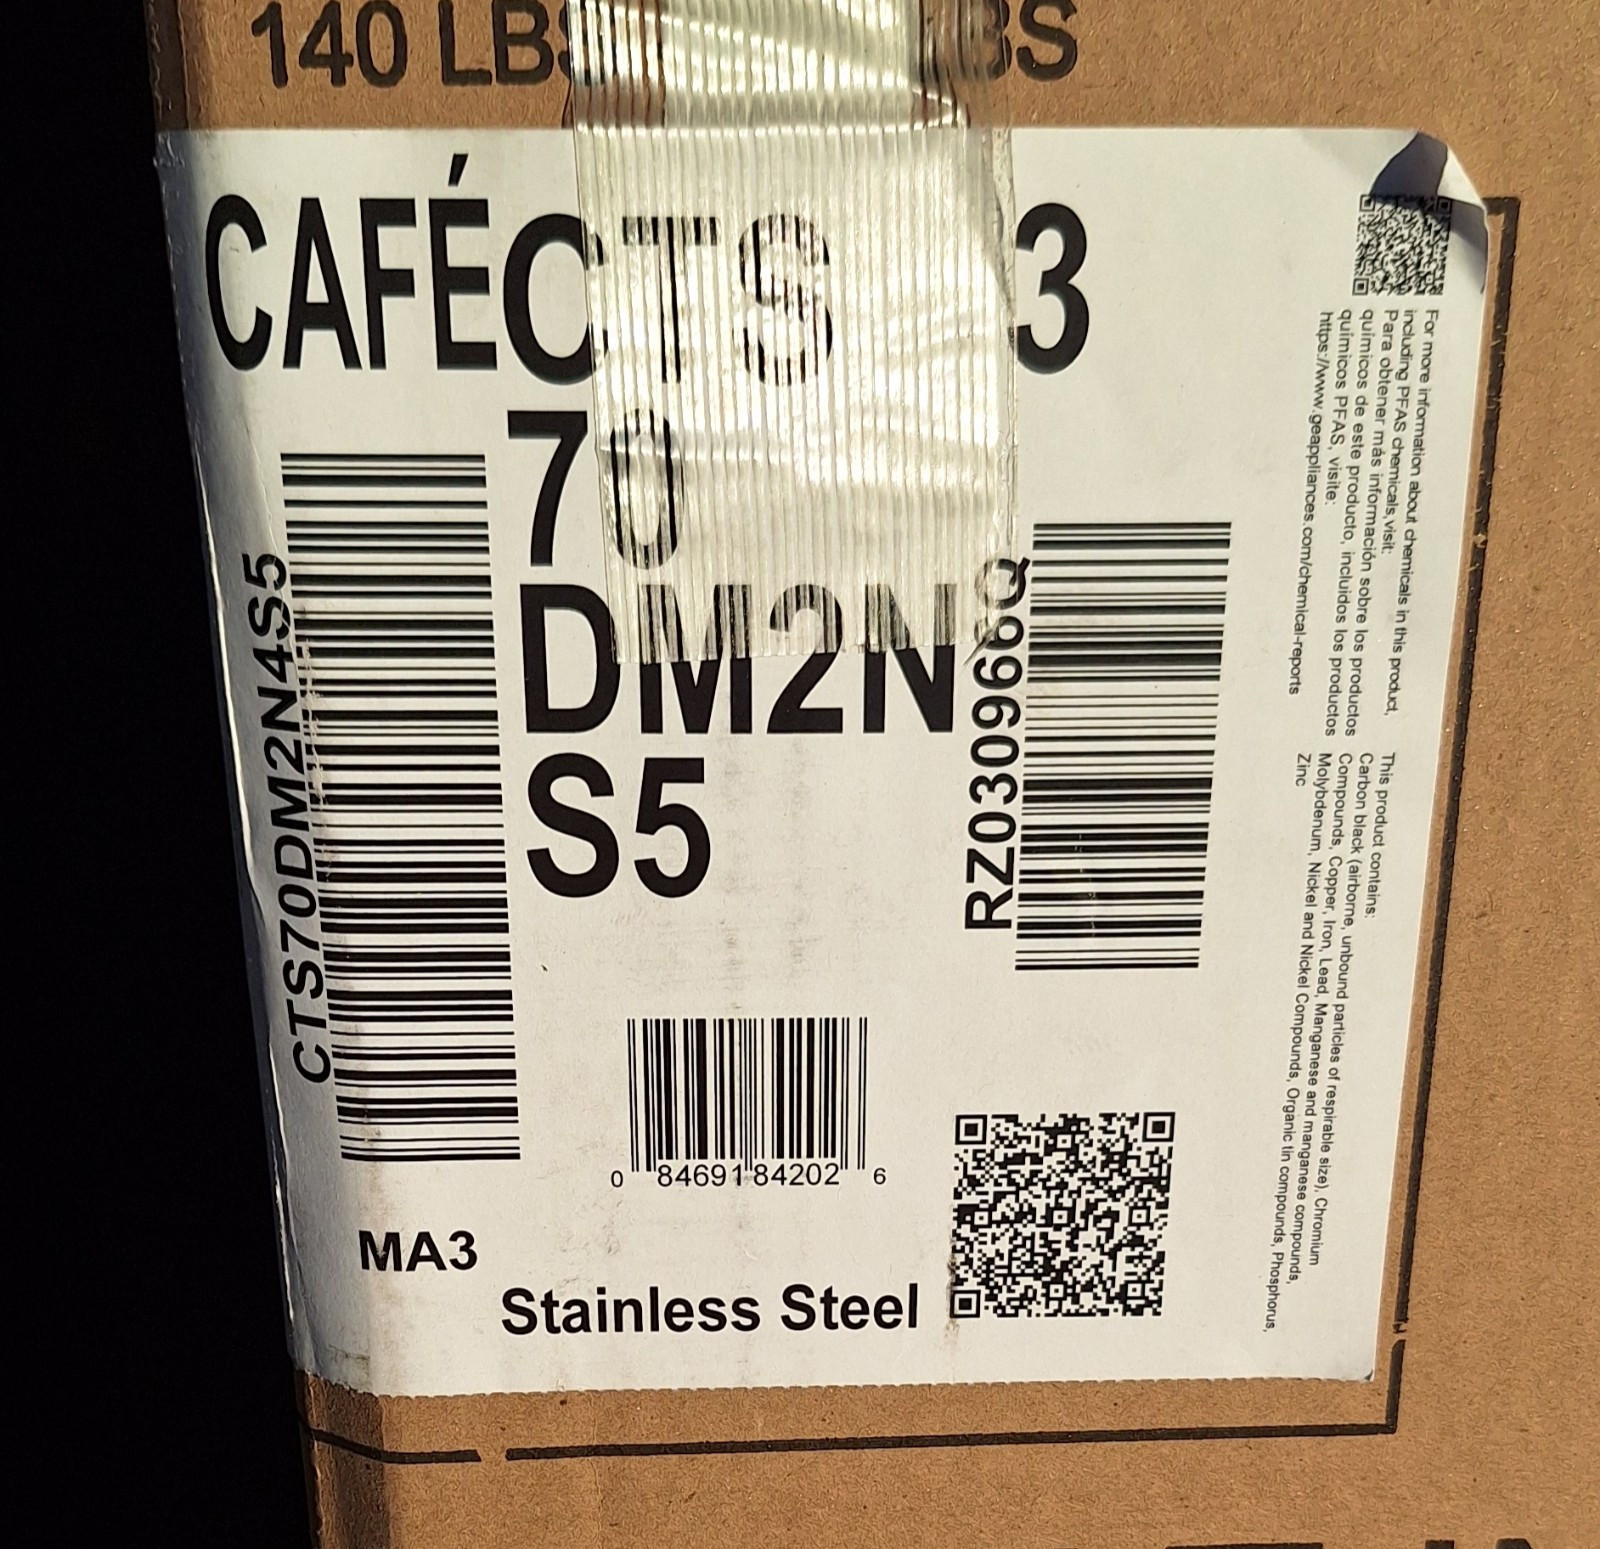 140 LBS
CAFÉ CTS 3
70
DM2N
S5
CTS70DM2N4S5
RZ030966Q
0 84691 84202 6
MA3
Stainless Steel
For more information about chemicals in this product,
including PFAS chemicals,visit:
Para obtener más información sobre los productos
químicos de este producto, incluidos los productos
químicos PFAS, visite:
https://www.geappliances.com/chemical-reports
This product contains:
Carbon black (airborne, unbound particles of respirable size), Chromium
Compounds, Copper, Iron, Lead, Manganese and manganese compounds,
Molybdenum, Nickel and Nickel Compounds, Organic tin compounds, Phosphorus,
Zinc